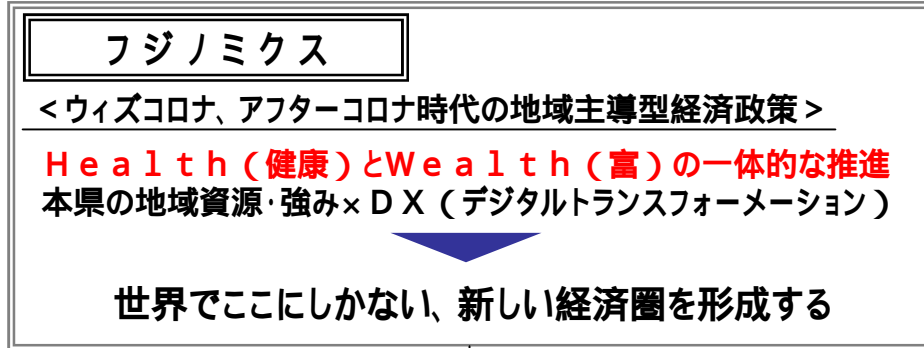 フジノミクス
<ウィズコロナ、アフターコロナ時代の地域主導型経済政策>
Health(健康)とWealth(富)の一体的な推進
本県の地域資源・強み×DX(デジタルトランスフォーメーション)
世界でここにしかない、新しい経済圏を形成する